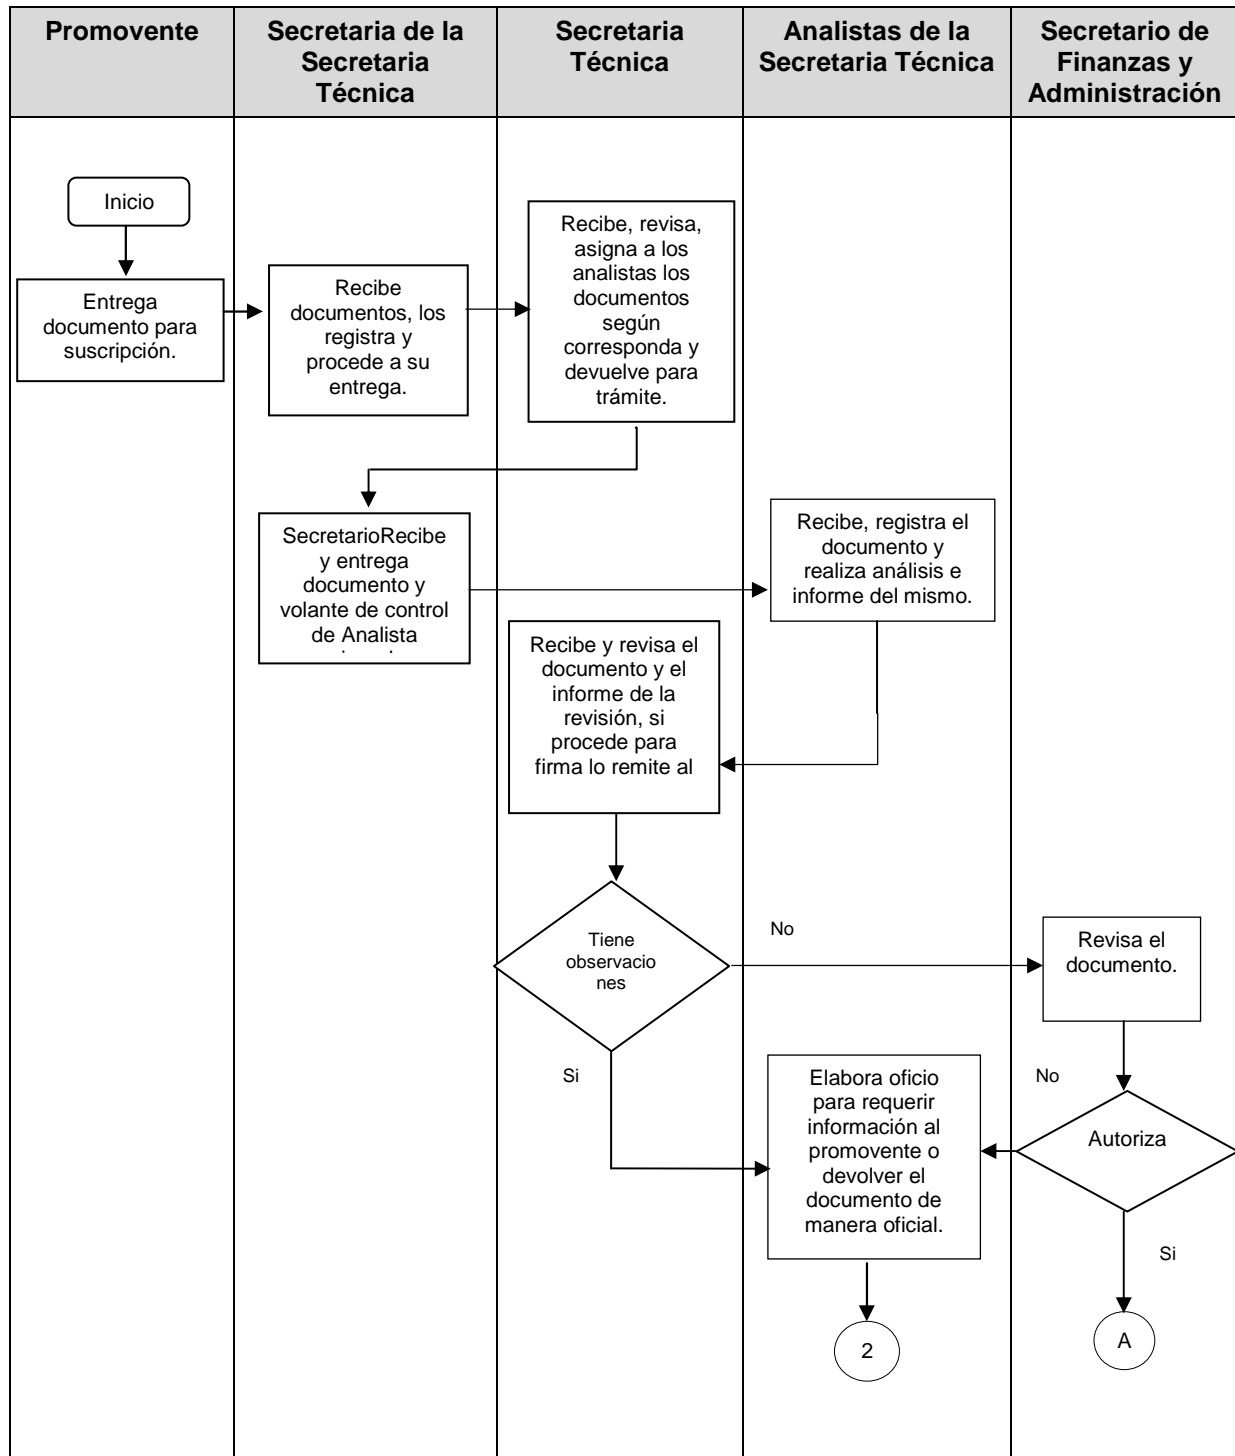 Promovente
Secretaria de la
Secretaria
Técnica
Secretaria
Técnica
Analistas de la
Secretaria Técnica
Secretario de
Finanzas y
Administración
Inicio
Entrega
documento para
suscripción.
Recibe
documentos, los
registra y
procede a su
entrega.
Recibe, revisa,
asigna a los
analistas los
documentos
según
corresponda y
devuelve para
trámite.
SecretarioRecibe
y entrega
documento y
volante de control
de Analista
Recibe, registra el
documento y
realiza análisis e
informe del mismo.
Recibe y revisa el
documento y el
informe de la
revisión, si
procede para
firma lo remite al
Tiene
observacio
nes
No
Revisa el
documento.
Si
Elabora oficio
para requerir
información al
promovente o
devolver el
documento de
manera oficial.
No
Autoriza
Si
2
A